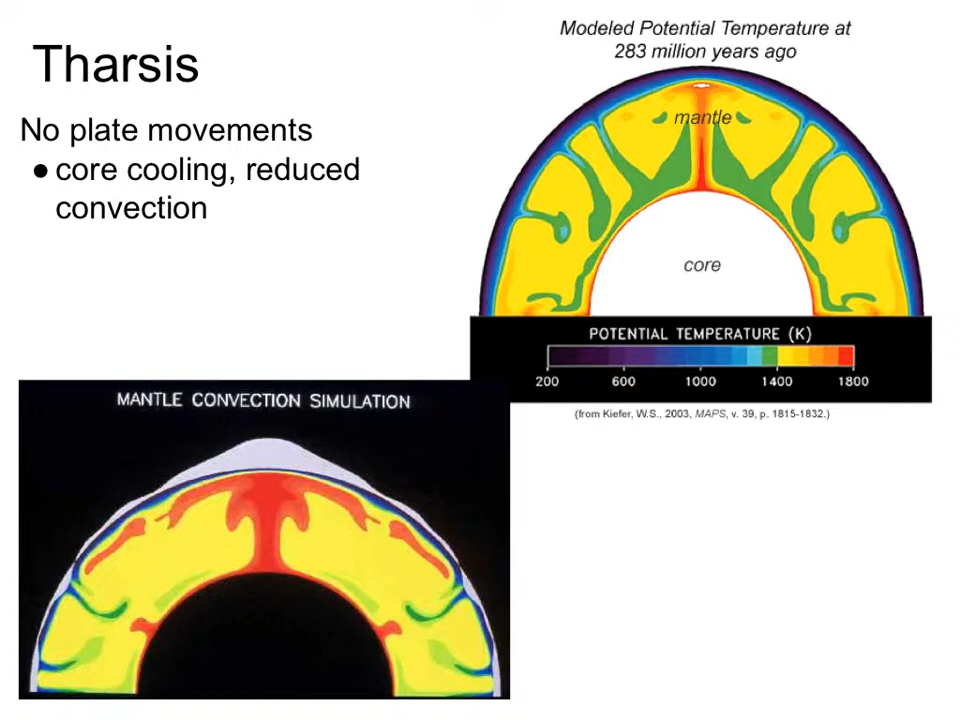 Tharsis
No plate movements
● core cooling, reduced
convection
Modeled Potential Temperature at
283 million years ago
mantle
core
POTENTIAL TEMPERATURE (K)
200 600 1000 1400 1800
(from Kiefer, W.S., 2003, MAPS, v. 39, p. 1815-1832.)
MANTLE CONVECTION SIMULATION